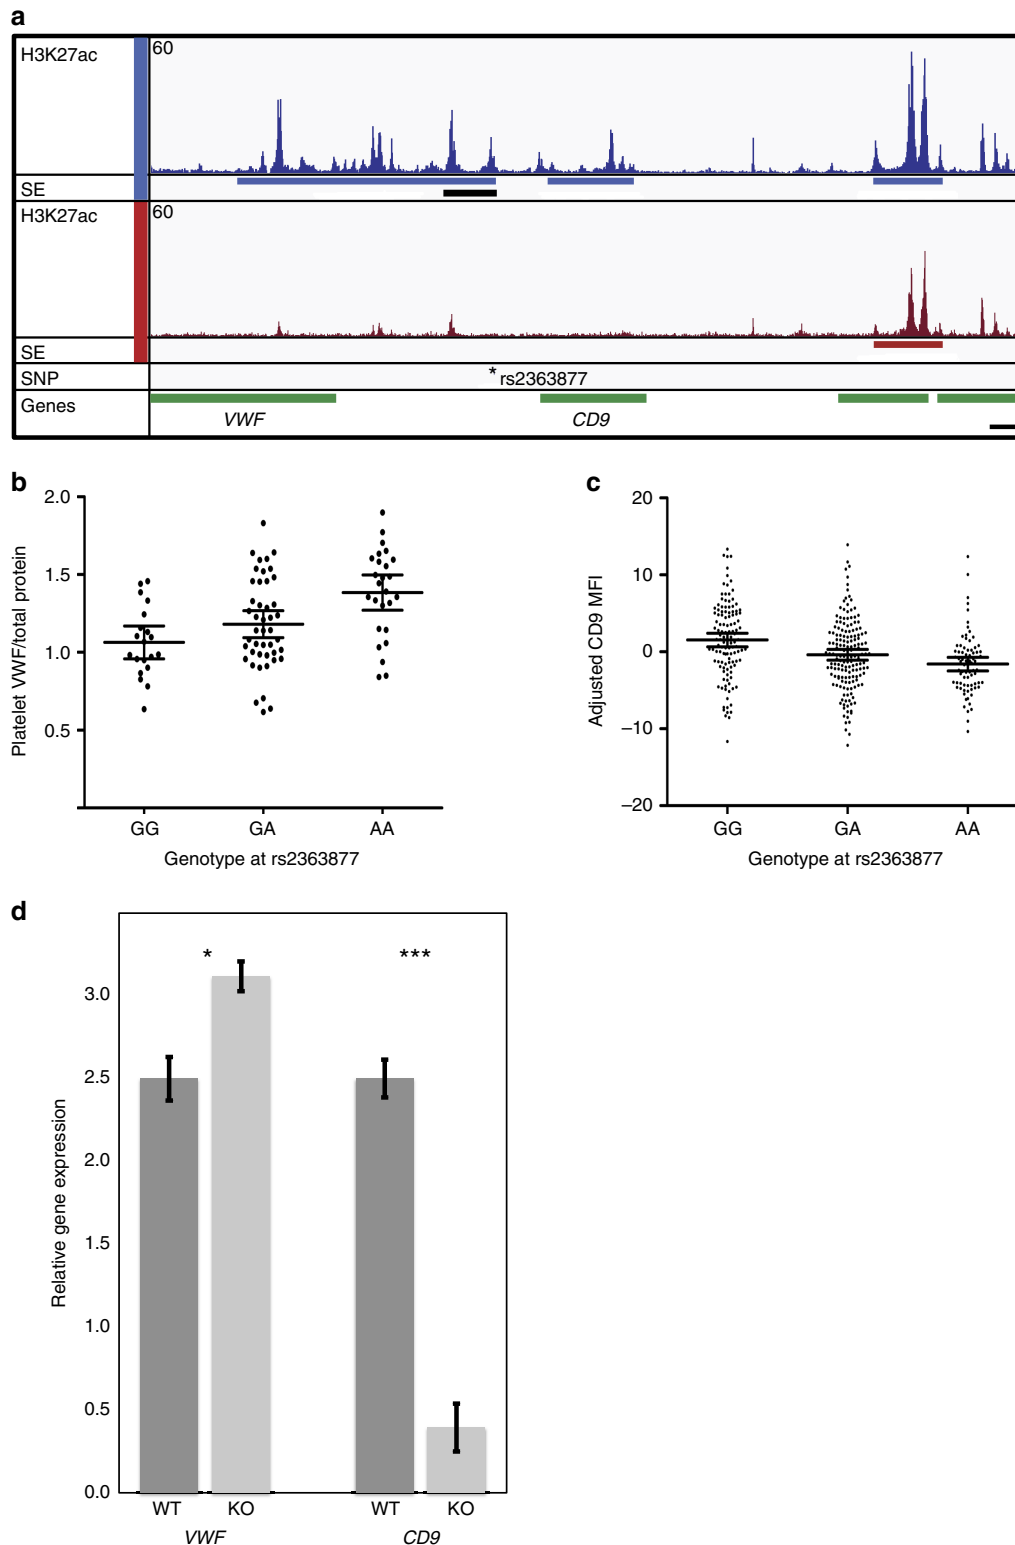 a
H3K27ac
60
SE
H3K27ac
60
SE
SNP
* rs2363877
Genes
VWF
CD9
b
Platelet VWF/total protein
2.0
1.5
1.0
0.5
GG
GA
AA
Genotype at rs2363877
c
Adjusted CD9 MFI
20
10
0
−10
−20
GG
GA
AA
Genotype at rs2363877
d
Relative gene expression
3.0
2.5
2.0
1.5
1.0
0.5
0.0
*
***
WT
KO
WT
KO
VWF
CD9